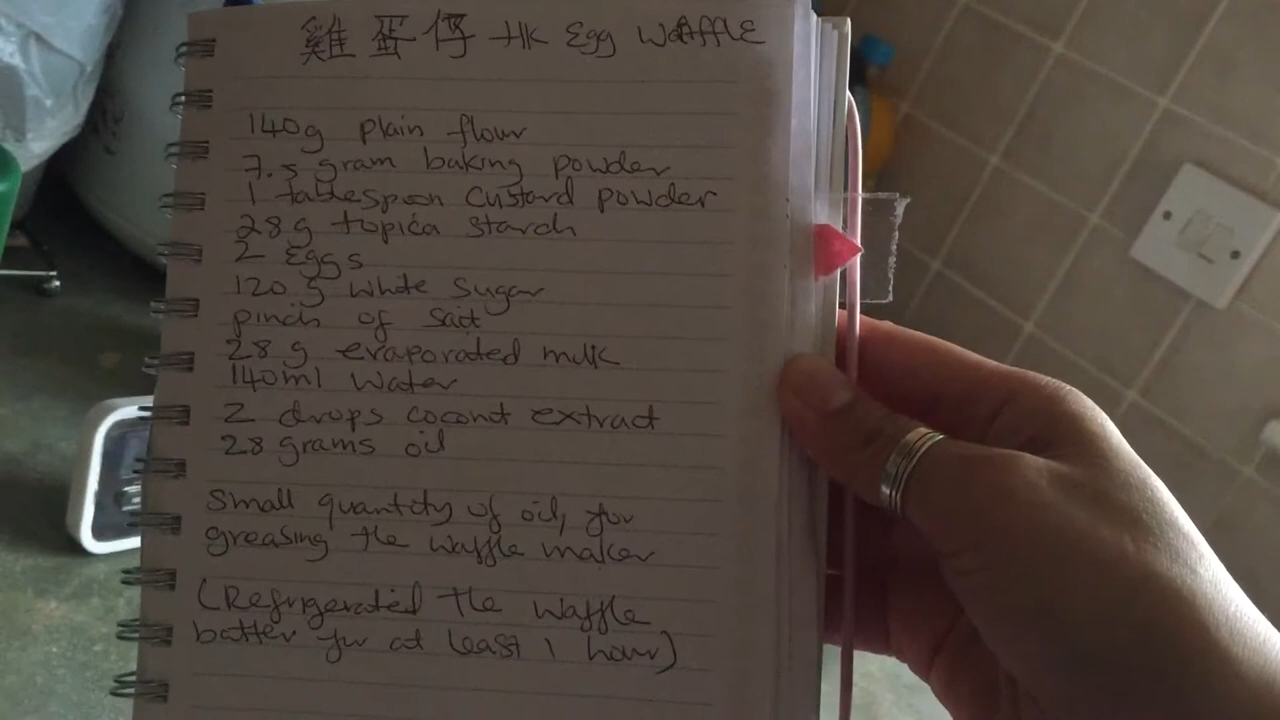 雞蛋仔 HK Egg WAFFLE
140g plain flour
7.5 gram baking powder
1 tablespoon custard powder
28g topica starch
2 Eggs
120g white sugar
pinch of salt
28g evaporated milk
140ml water
2 drops coconut extract
28 grams oil
small quantity of oil, for
greasing the waffle maker
(Refrigerated the waffle
batter for at least 1 hour)